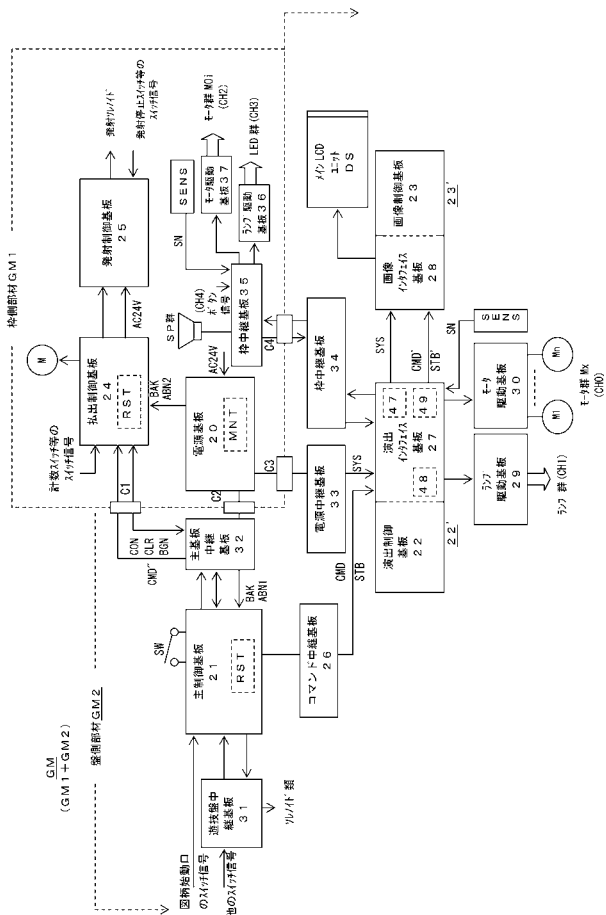 GM
(GM1+GM2)
盤側部材GM2
枠側部材GM1
図柄始動口
のスイッチ信号
他のスイッチ信号
遊技盤中
継基板
31
ソレノイド類
SW
主制御基板
21
RST
BAK
ABN1
コマンド中継基板
26
CMD
STB
CON
CLR
BGN
CMD"
主基板
中継
基板
32
C1
C2
C3
C4
計数スイッチ等の
スイッチ信号
M
払出制御基板
24
RST
BAK
ABN2
AC24V
発射制御基板
25
発射ソレノイド
発射停止スイッチ等の
スイッチ信号
電源基板
20
MNT
AC24V
SP群
(CH4)
ボタン
信号
枠中継基板
35
SENS
SN
モータ駆動
基板37
モータ群MOi
(CH2)
ランプ駆動
基板36
LED群(CH3)
電源中継基板
33
SYS
枠中継基板
34
演出制御
基板
22
22'
演出
インタフェイス
基板
27
47
49
48
SYS
CMD'
STB'
SN
SENS
画像
インタフェイス
基板
28
画像制御基板
23
23'
メインLCD
ユニット
DS
ランプ
駆動基板
29
ランプ群(CH1)
モータ
駆動基板
30
M1
Mn
モータ群Mx
(CH0)